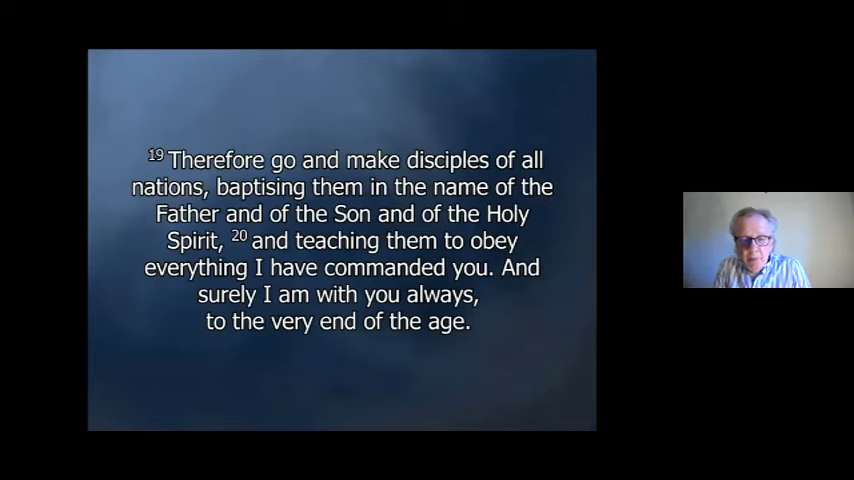 19 Therefore go and make disciples of all
nations, baptising them in the name of the
Father and of the Son and of the Holy
Spirit, 20 and teaching them to obey
everything I have commanded you. And
surely I am with you always,
to the very end of the age.